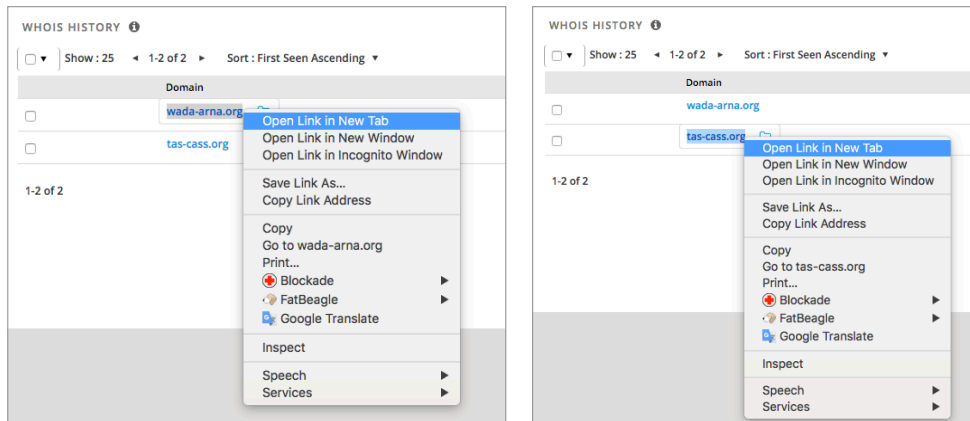 WHOIS HISTORY
Show : 25 1-2 of 2 Sort : First Seen Ascending
Domain
wada-arna.org
tas-cass.org
1-2 of 2
Open Link in New Tab
Open Link in New Window
Open Link in Incognito Window
Save Link As...
Copy Link Address
Copy
Go to wada-arna.org
Print...
Blockade
FatBeagle
Google Translate
Inspect
Speech
Services
WHOIS HISTORY
Show : 25 1-2 of 2 Sort : First Seen Ascending
Domain
wada-arna.org
tas-cass.org
1-2 of 2
Open Link in New Tab
Open Link in New Window
Open Link in Incognito Window
Save Link As...
Copy Link Address
Copy
Go to tas-cass.org
Print...
Blockade
FatBeagle
Google Translate
Inspect
Speech
Services